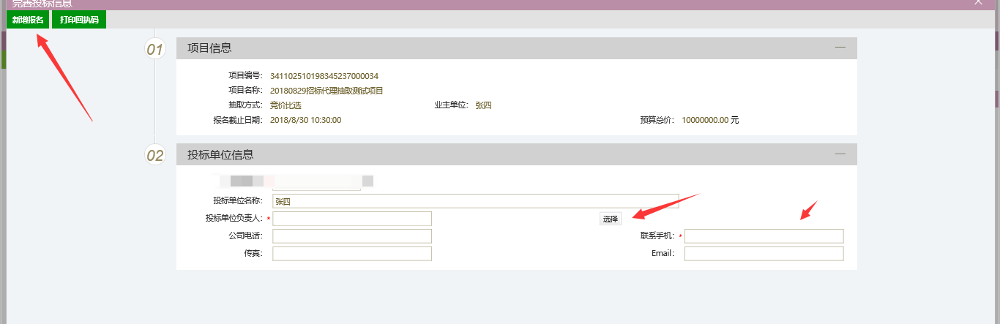 完善投标信息
新增报名 打印回执码
01 项目信息
项目编号: 341102510198345237000034
项目名称: 20180829招标代理抽取测试项目
抽取方式: 竞价比选 业主单位: 张四
报名截止日期: 2018/8/30 10:30:00 预算总价: 10000000.00 元
02 投标单位信息
投标单位名称: 张四
投标单位负责人: * 选择
公司电话: 联系手机: *
传真: Email: